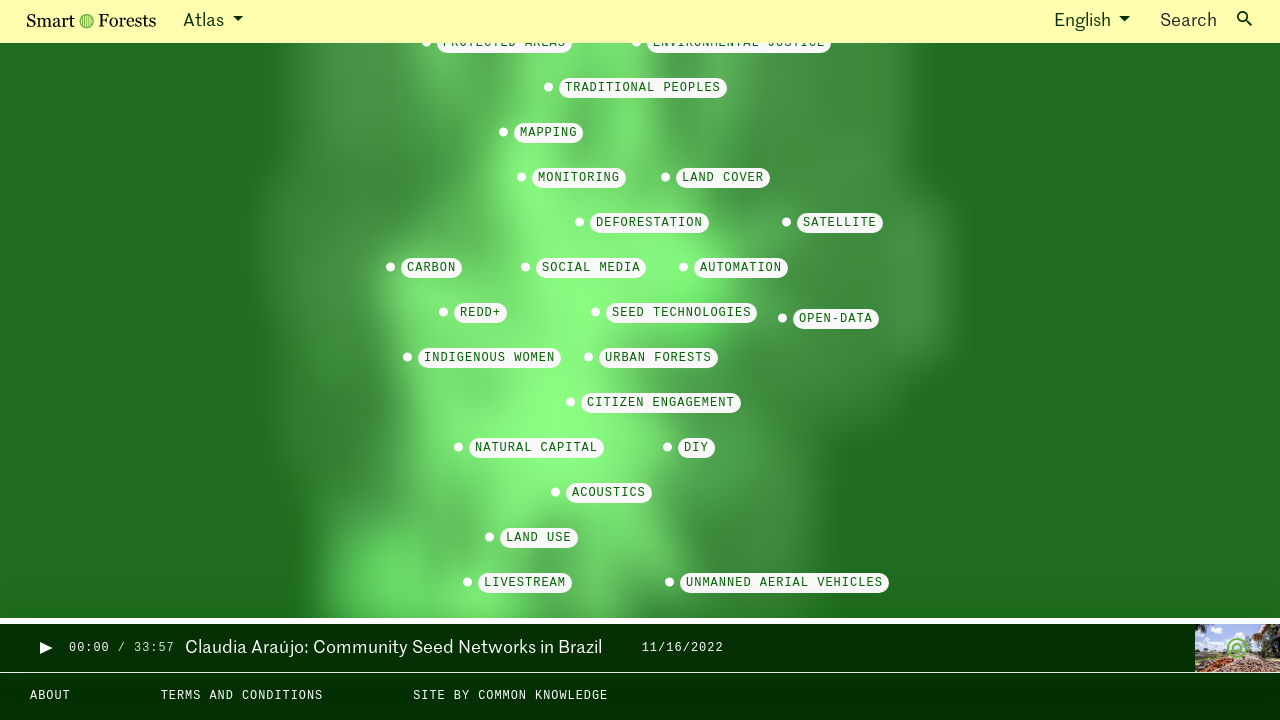 Smart Forests Atlas English Search
PROTECTED AREAS ENVIRONMENTAL JUSTICE
TRADITIONAL PEOPLES
MAPPING
MONITORING LAND COVER
DEFORESTATION SATELLITE
CARBON SOCIAL MEDIA AUTOMATION
REDD+ SEED TECHNOLOGIES OPEN-DATA
INDIGENOUS WOMEN URBAN FORESTS
CITIZEN ENGAGEMENT
NATURAL CAPITAL DIY
ACOUSTICS
LAND USE
LIVESTREAM UNMANNED AERIAL VEHICLES
00:00 / 33:57 Claudia Araújo: Community Seed Networks in Brazil 11/16/2022
ABOUT TERMS AND CONDITIONS SITE BY COMMON KNOWLEDGE